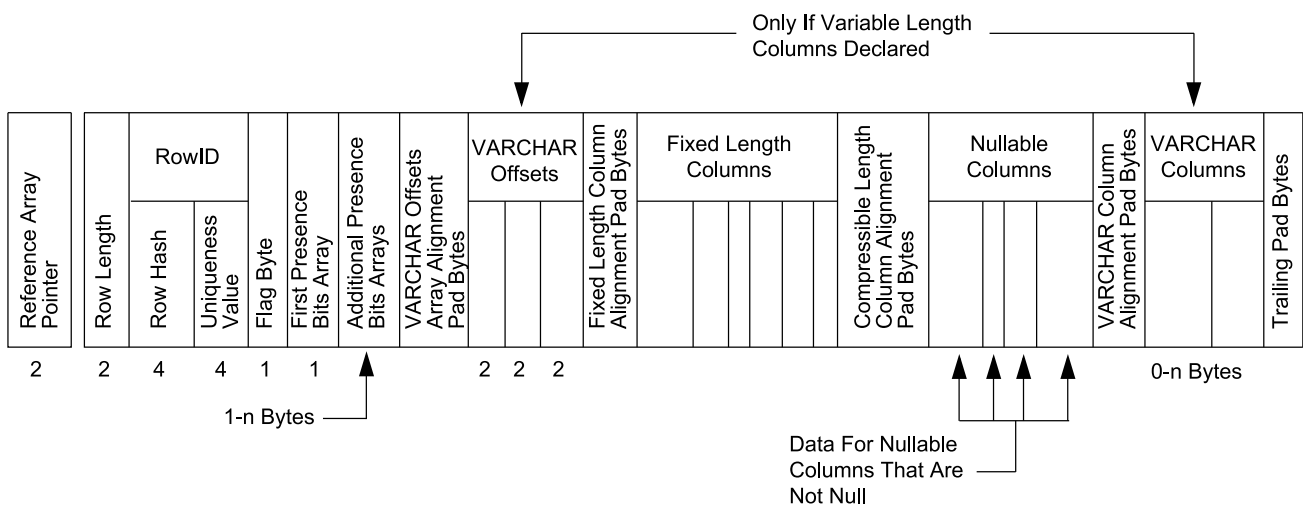 Only If Variable Length
Columns Declared
Reference Array
Pointer
Row Length
RowID
Row Hash
Uniqueness
Value
Flag Byte
First Presence
Bits Array
Additional Presence
Bits Arrays
VARCHAR Offsets
Array Alignment
Pad Bytes
VARCHAR
Offsets
Fixed Length Column
Alignment Pad Bytes
Fixed Length
Columns
Compressible Length
Column Alignment
Pad Bytes
Nullable
Columns
VARCHAR Column
Alignment Pad Bytes
VARCHAR
Columns
Trailing Pad Bytes
2 2 4 4 1 1 2 2 2 0-n Bytes
1-n Bytes
Data For Nullable
Columns That Are
Not Null